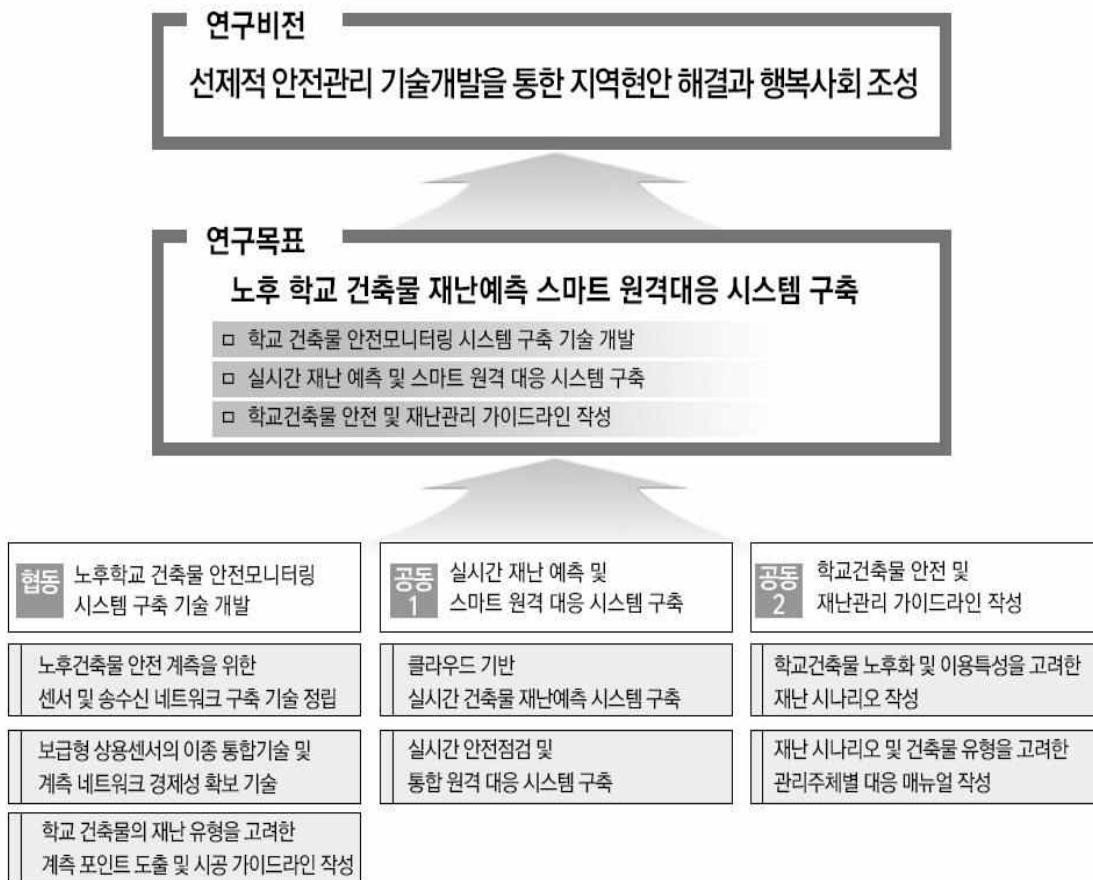 연구비전
선제적 안전관리 기술개발을 통한 지역현안 해결과 행복사회 조성
연구목표
노후 학교 건축물 재난예측 스마트 원격대응 시스템 구축
▫ 학교 건축물 안전모니터링 시스템 구축 기술 개발
▫ 실시간 재난 예측 및 스마트 원격 대응 시스템 구축
▫ 학교건축물 안전 및 재난관리 가이드라인 작성
협동
노후학교 건축물 안전모니터링
시스템 구축 기술 개발
노후건축물 안전 계측을 위한
센서 및 송수신 네트워크 구축 기술 정립
보급형 상용센서의 이종 통합기술 및
계측 네트워크 경제성 확보 기술
학교 건축물의 재난 유형을 고려한
계측 포인트 도출 및 시공 가이드라인 작성
공동
1
실시간 재난 예측 및
스마트 원격 대응 시스템 구축
클라우드 기반
실시간 건축물 재난예측 시스템 구축
실시간 안전점검 및
통합 원격 대응 시스템 구축
공동
2
학교건축물 안전 및
재난관리 가이드라인 작성
학교건축물 노후화 및 이용특성을 고려한
재난 시나리오 작성
재난 시나리오 및 건축물 유형을 고려한
관리주체별 대응 매뉴얼 작성